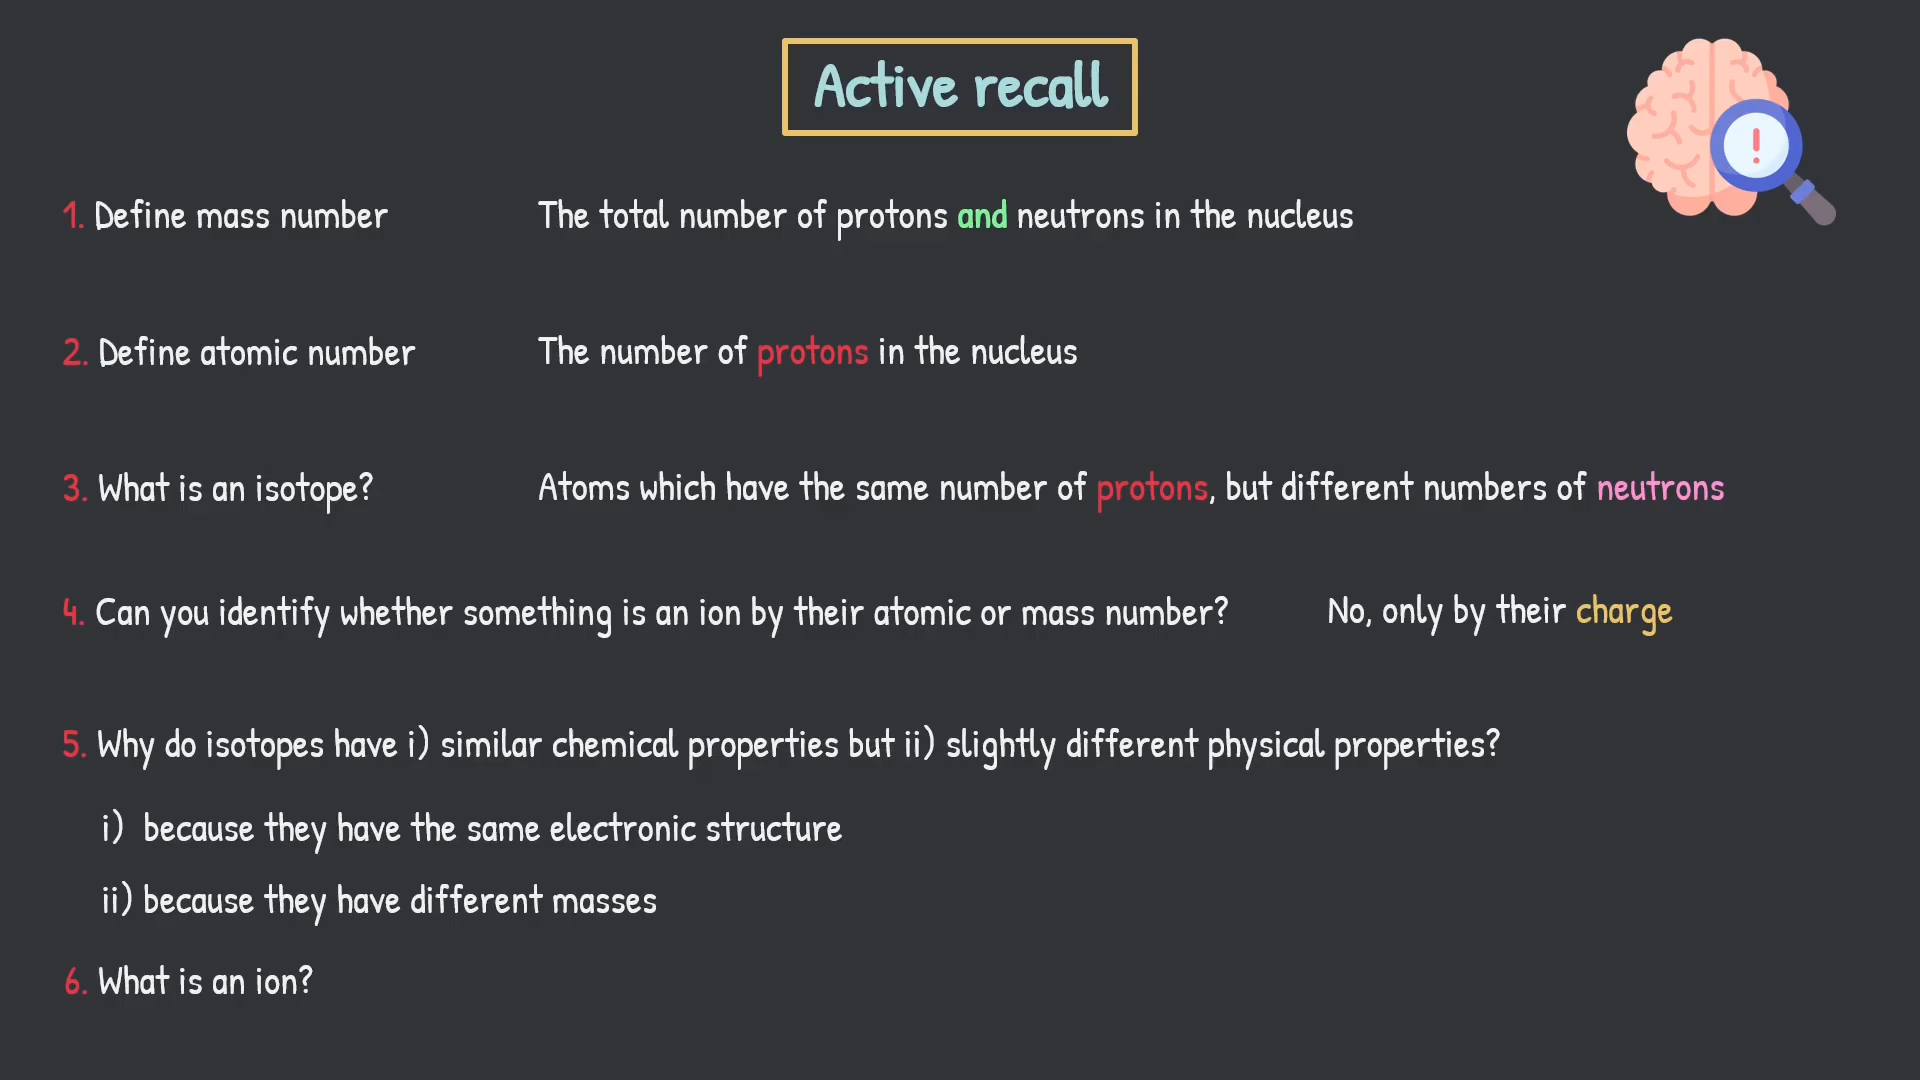 Active recall
1. Define mass number The total number of protons and neutrons in the nucleus
2. Define atomic number The number of protons in the nucleus
3. What is an isotope? Atoms which have the same number of protons, but different numbers of neutrons
4. Can you identify whether something is an ion by their atomic or mass number? No, only by their charge
5. Why do isotopes have i) similar chemical properties but ii) slightly different physical properties?
i) because they have the same electronic structure
ii) because they have different masses
6. What is an ion?